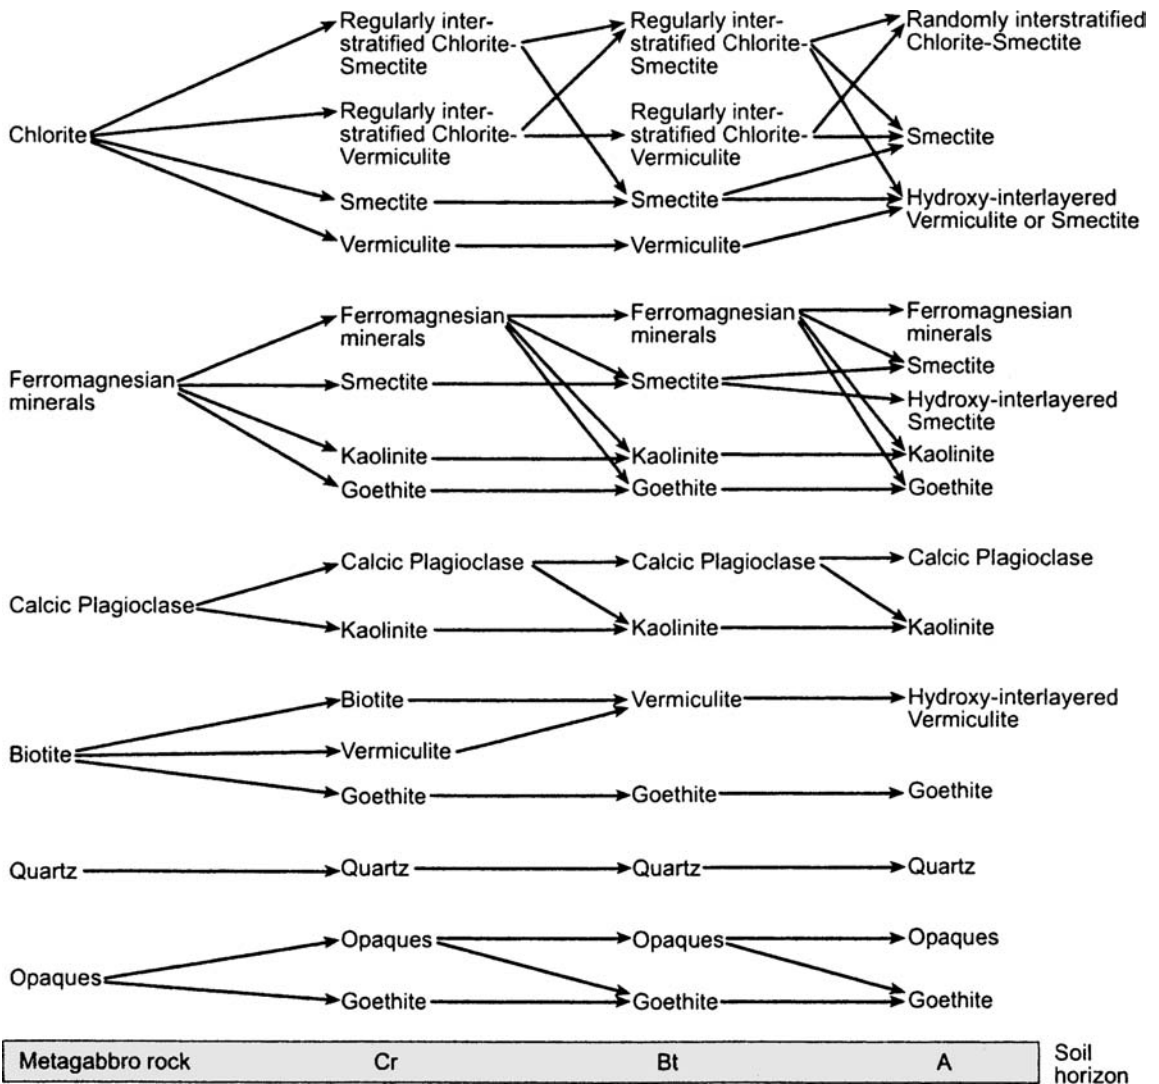 Regularly inter-
stratified Chlorite-
Smectite
Regularly inter-
stratified Chlorite-
Smectite
Randomly interstratified
Chlorite-Smectite
Chlorite
Regularly inter-
stratified Chlorite-
Vermiculite
Regularly inter-
stratified Chlorite-
Vermiculite
Smectite
Smectite
Smectite
Hydroxy-interlayered
Vermiculite or Smectite
Vermiculite
Vermiculite
Ferromagnesian
minerals
Ferromagnesian
minerals
Ferromagnesian
minerals
Ferromagnesian
minerals
Smectite
Smectite
Smectite
Hydroxy-interlayered
Smectite
Kaolinite
Kaolinite
Kaolinite
Goethite
Goethite
Goethite
Calcic Plagioclase
Calcic Plagioclase
Calcic Plagioclase
Calcic Plagioclase
Kaolinite
Kaolinite
Kaolinite
Biotite
Biotite
Vermiculite
Hydroxy-interlayered
Vermiculite
Vermiculite
Goethite
Goethite
Goethite
Quartz
Quartz
Quartz
Quartz
Opaques
Opaques
Opaques
Opaques
Goethite
Goethite
Goethite
Metagabbro rock
Cr
Bt
A
Soil
horizon